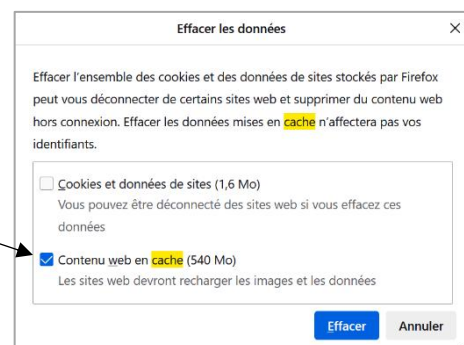 Effacer les données
Effacer l'ensemble des cookies et des données de sites stockés par Firefox
peut vous déconnecter de certains sites web et supprimer du contenu web
hors connexion. Effacer les données mises en cache n'affectera pas vos
identifiants.
Cookies et données de sites (1,6 Mo)
Vous pouvez être déconnecté des sites web si vous effacez ces
données
Contenu web en cache (540 Mo)
Les sites web devront recharger les images et les données
Effacer Annuler